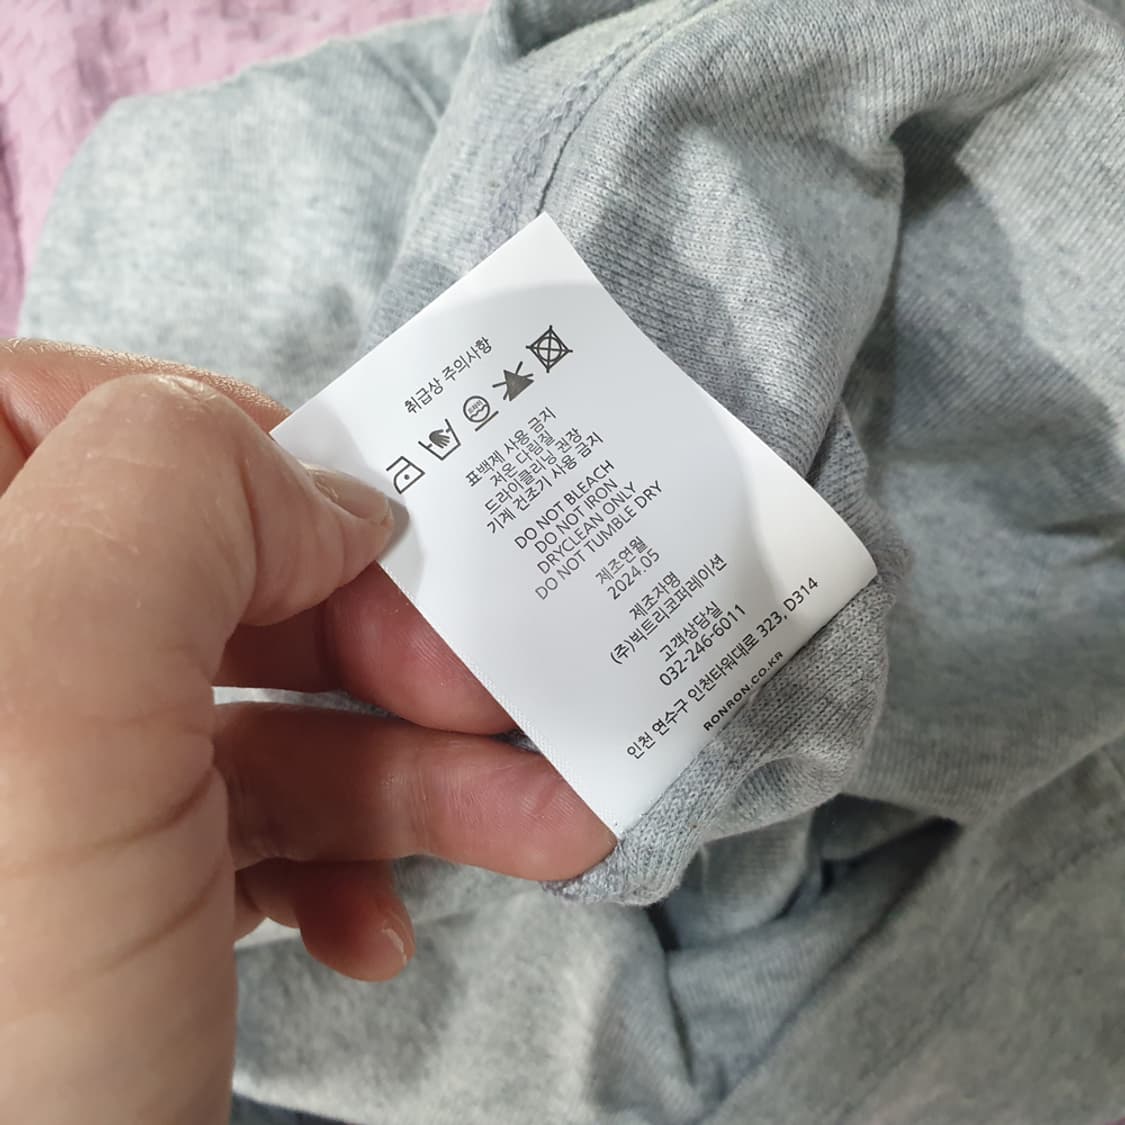 취급상 주의사항
표백제 사용 금지
저온 다림질
드라이클리닝 권장
기계 건조기 사용 금지
DO NOT BLEACH
DO NOT IRON
DRYCLEAN ONLY
DO NOT TUMBLE DRY
제조연월
2024.05
제조자명
(주)빅트리코퍼레이션
고객상담실
032-246-6011
인천 연수구 인천타워대로 323, D314
RONRON.CO.KR